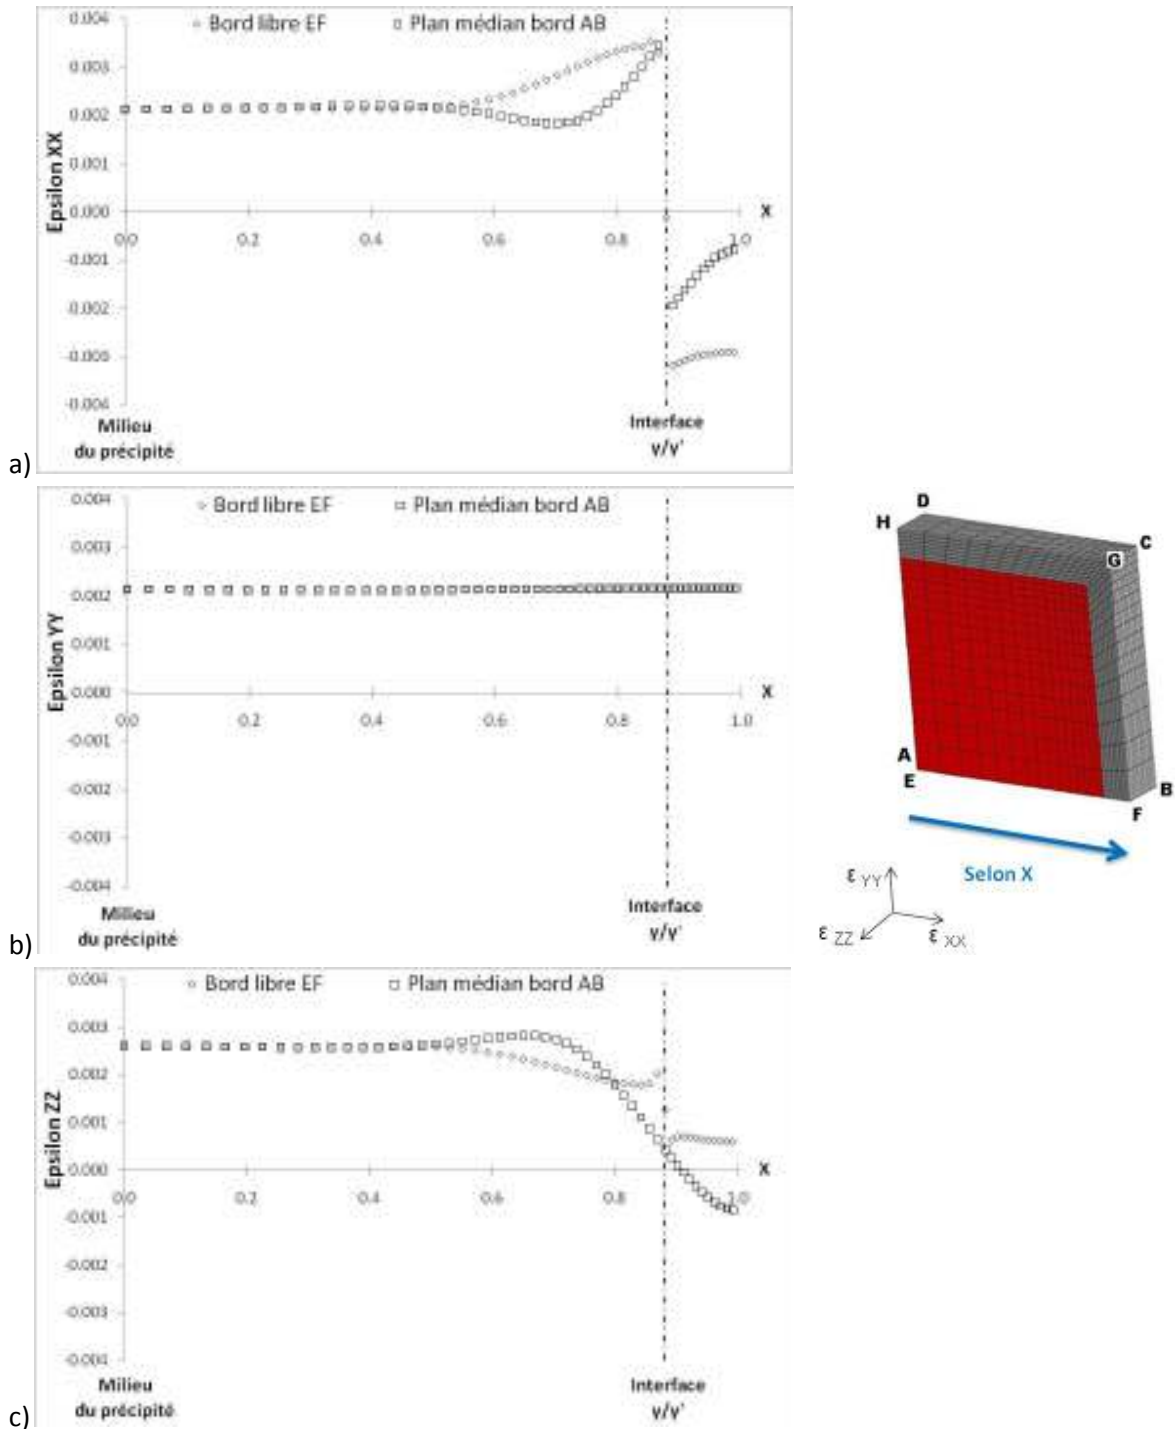 Bord libre EF
Plan médian bord AB
0.004
0.003
0.002
0.001
0.000
-0.001
-0.002
-0.003
-0.004
Epsilon XX
X
0.0
0.2
0.4
0.6
0.8
1.0
Milieu
du précipité
Interface
γ/γ'
a)
Bord libre EF
Plan médian bord AB
0.004
0.003
0.002
0.001
0.000
-0.001
-0.002
-0.003
-0.004
Epsilon YY
X
0.0
0.2
0.4
0.6
0.8
1.0
Milieu
du précipité
Interface
γ/γ'
b)
D
H
C
G
A
E
B
F
Selon X
ε YY
ε ZZ
ε XX
Bord libre EF
Plan médian bord AB
0.004
0.003
0.002
0.001
0.000
-0.001
-0.002
-0.003
-0.004
Epsilon ZZ
X
0.0
0.2
0.4
0.6
0.8
1.0
Milieu
du précipité
Interface
γ/γ'
c)